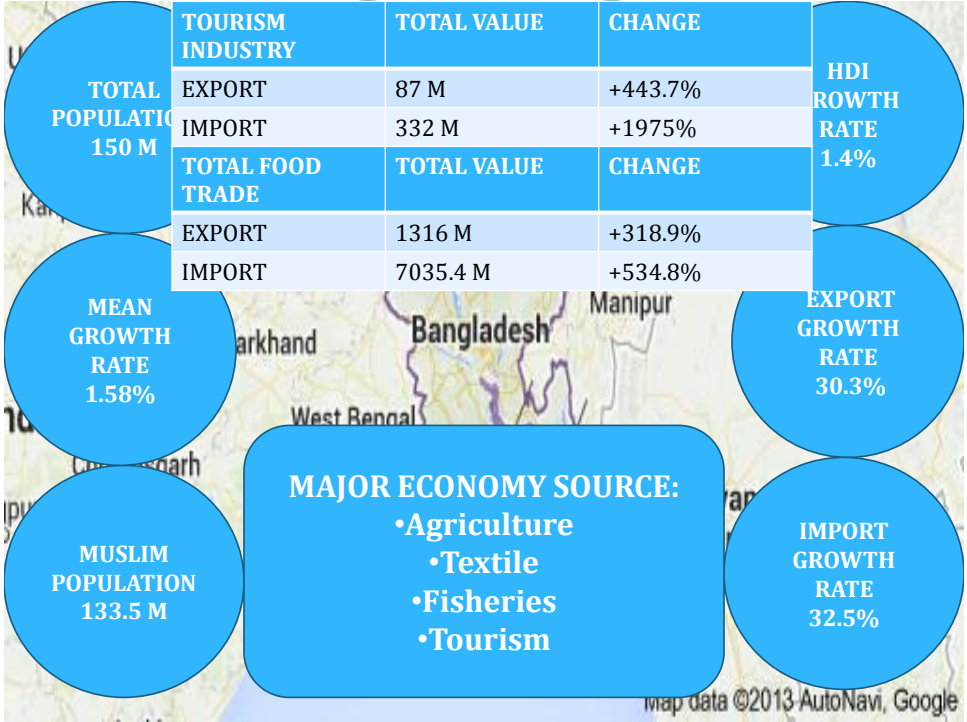 TOURISM INDUSTRY TOTAL VALUE CHANGE
EXPORT 87 M +443.7%
IMPORT 332 M +1975%
TOTAL FOOD TRADE TOTAL VALUE CHANGE
EXPORT 1316 M +318.9%
IMPORT 7035.4 M +534.8%
TOTAL
POPULATIO
150 M
HDI
ROWTH
RATE
1.4%
MEAN
GROWTH
RATE
1.58%
arkhand
Bangladesh
Manipur
EXPORT
GROWTH
RATE
30.3%
West Bengal
MUSLIM
POPULATION
133.5 M
MAJOR ECONOMY SOURCE:
•Agriculture
•Textile
•Fisheries
•Tourism
IMPORT
GROWTH
RATE
32.5%
Map data ©2013 AutoNavi, Google